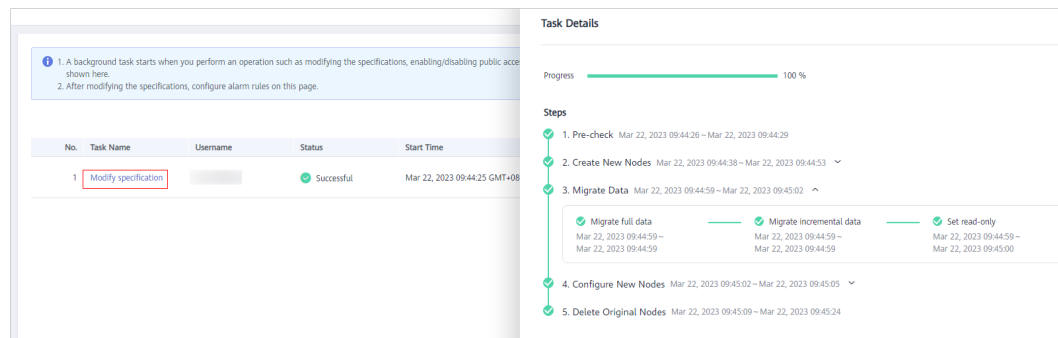 Task Details
1. A background task starts when you perform an operation such as modifying the specifications, enabling/disabling public acce
shown here.
2. After modifying the specifications, configure alarm rules on this page.
No. Task Name Username Status Start Time
1 Modify specification Successful Mar 22, 2023 09:44:25 GMT+08
Progress 100 %
Steps
1. Pre-check Mar 22, 2023 09:44:26 ~ Mar 22, 2023 09:44:29
2. Create New Nodes Mar 22, 2023 09:44:38 ~ Mar 22, 2023 09:44:53
3. Migrate Data Mar 22, 2023 09:44:59 ~ Mar 22, 2023 09:45:02
Migrate full data Migrate incremental data Set read-only
Mar 22, 2023 09:44:59 ~ Mar 22, 2023 09:44:59 ~ Mar 22, 2023 09:44:59 ~
Mar 22, 2023 09:44:59 Mar 22, 2023 09:44:59 Mar 22, 2023 09:45:00
4. Configure New Nodes Mar 22, 2023 09:45:02 ~ Mar 22, 2023 09:45:05
5. Delete Original Nodes Mar 22, 2023 09:45:09 ~ Mar 22, 2023 09:45:24